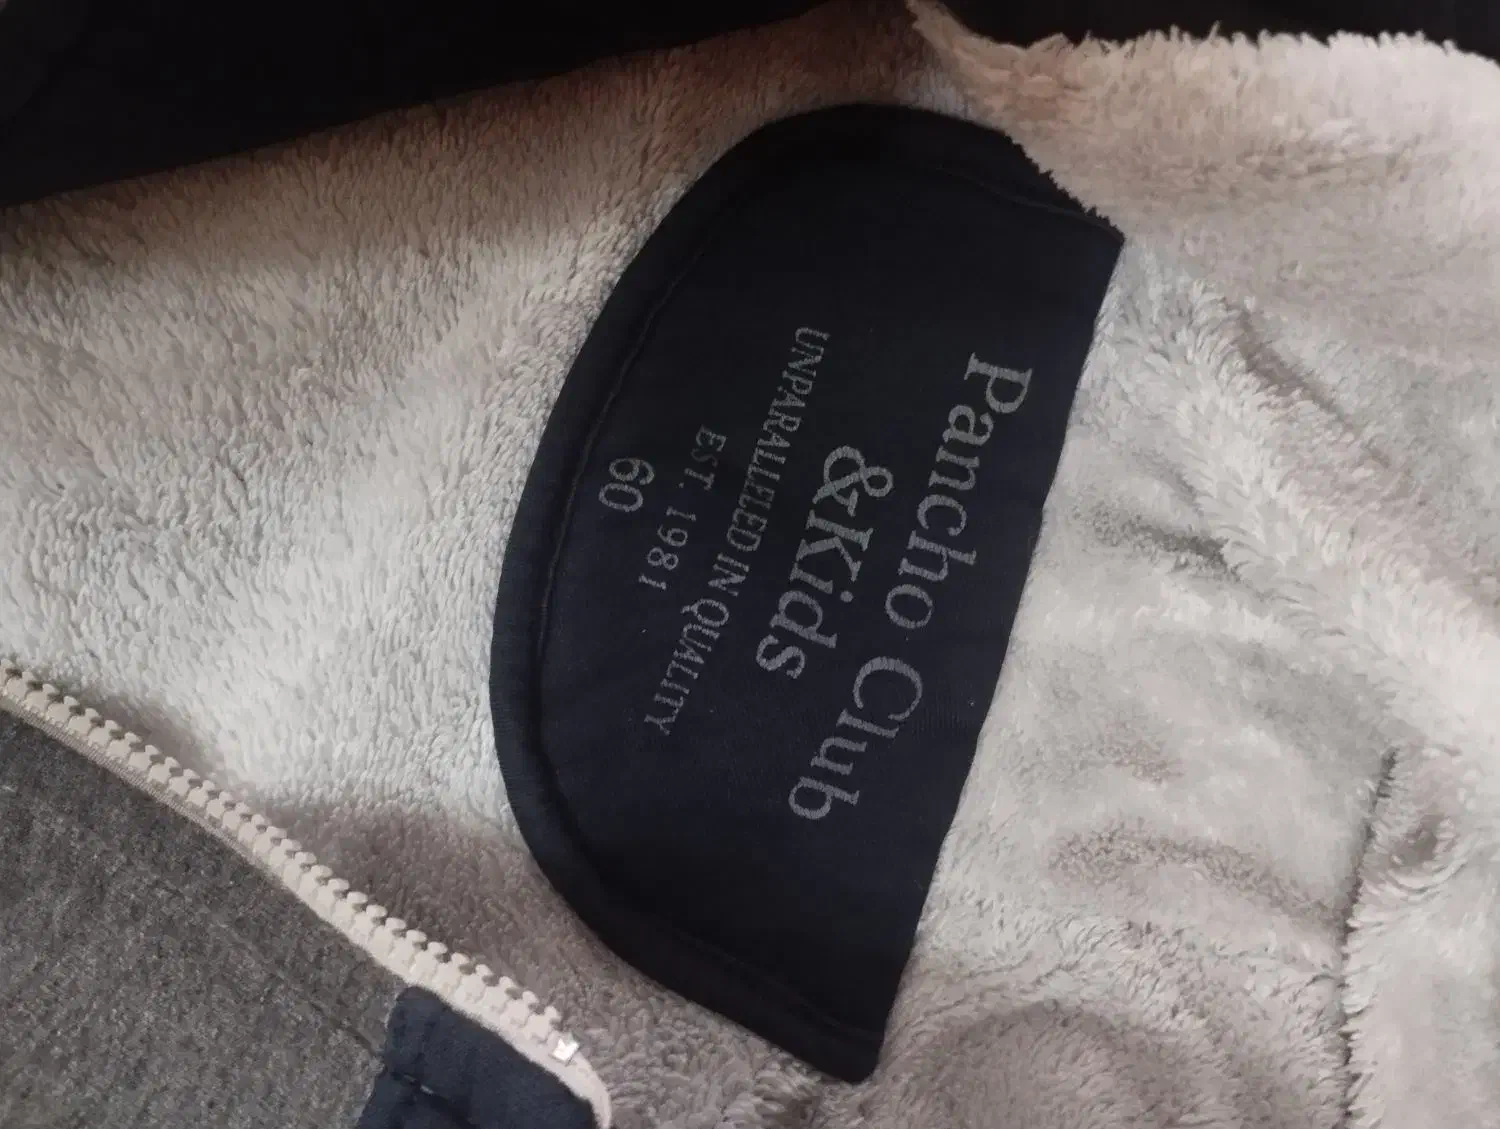 Pancho Club
&Kids
UNPARALLELED IN QUALITY
EST. 1981
60